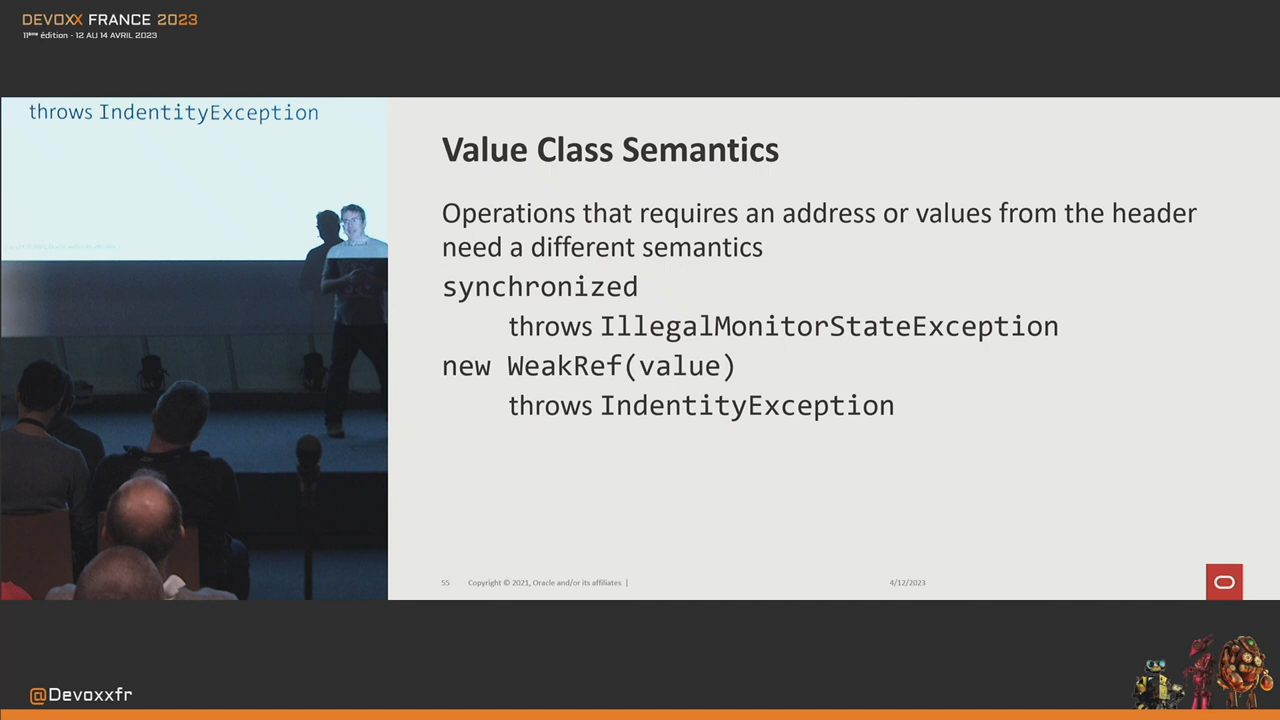 DEVOXX FRANCE 2023
11ème édition - 12 AU 14 AVRIL 2023
throws IndentityException
Value Class Semantics
Operations that requires an address or values from the header
need a different semantics
synchronized
throws IllegalMonitorStateException
new WeakRef(value)
throws IndentityException
55 Copyright © 2021, Oracle and/or its affiliates | 4/12/2023
@Devoxxfr